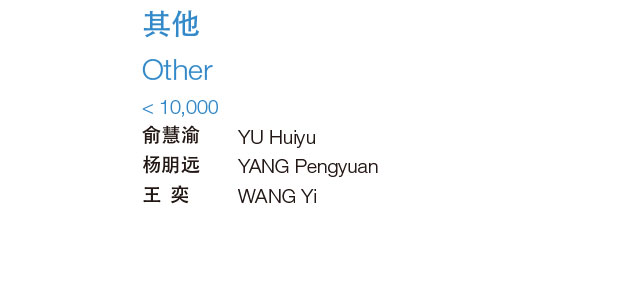 其他
Other
< 10,000
俞慧渝 YU Huiyu
杨朋远 YANG Pengyuan
王 奕 WANG Yi